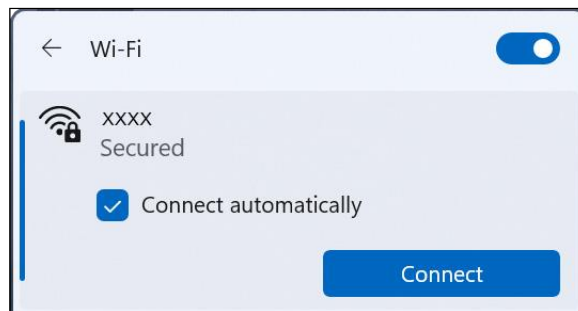 Wi-Fi
xxxx
Secured
Connect automatically
Connect